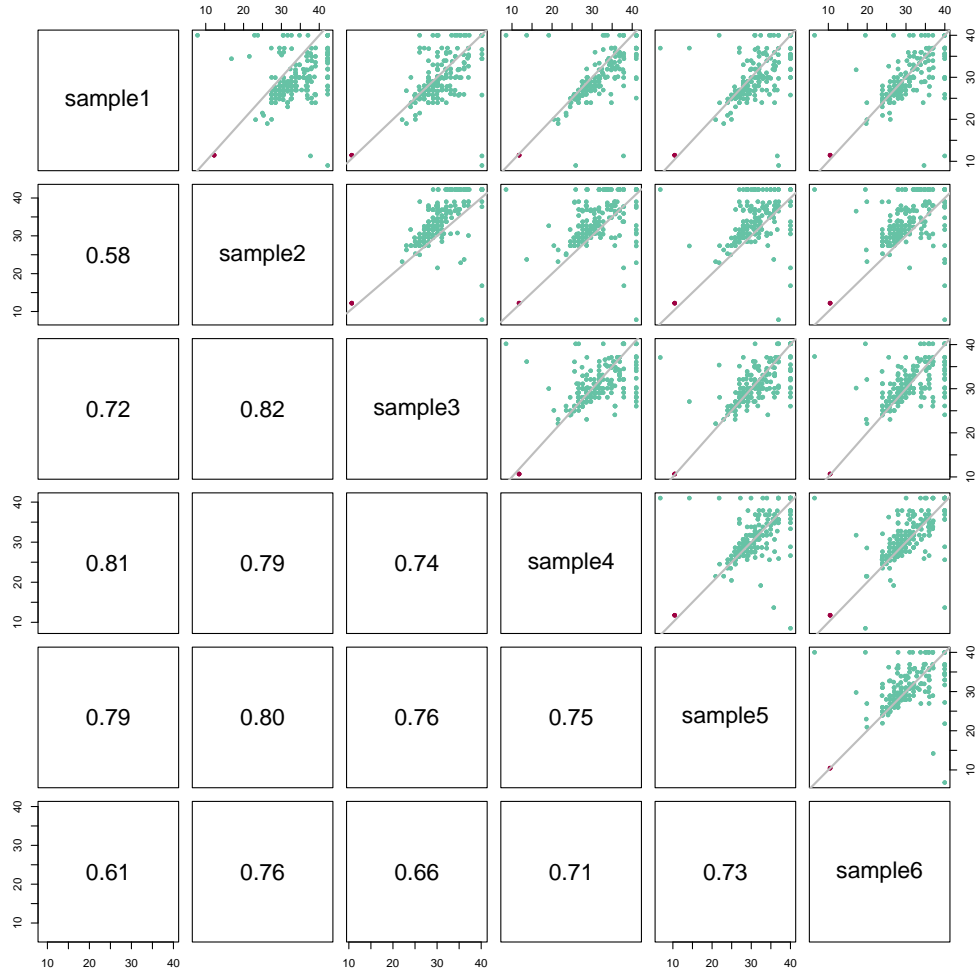 10 20 30 40 10 20 30 40 10 20 30 40
sample1 10 20 30 40
10 20 30 40 0.58 sample2
0.72 0.82 sample3 10 20 30 40
10 20 30 40 0.81 0.79 0.74 sample4
0.79 0.80 0.76 0.75 sample5 10 20 30 40
10 20 30 40 0.61 0.76 0.66 0.71 0.73 sample6
10 20 30 40 10 20 30 40 10 20 30 40